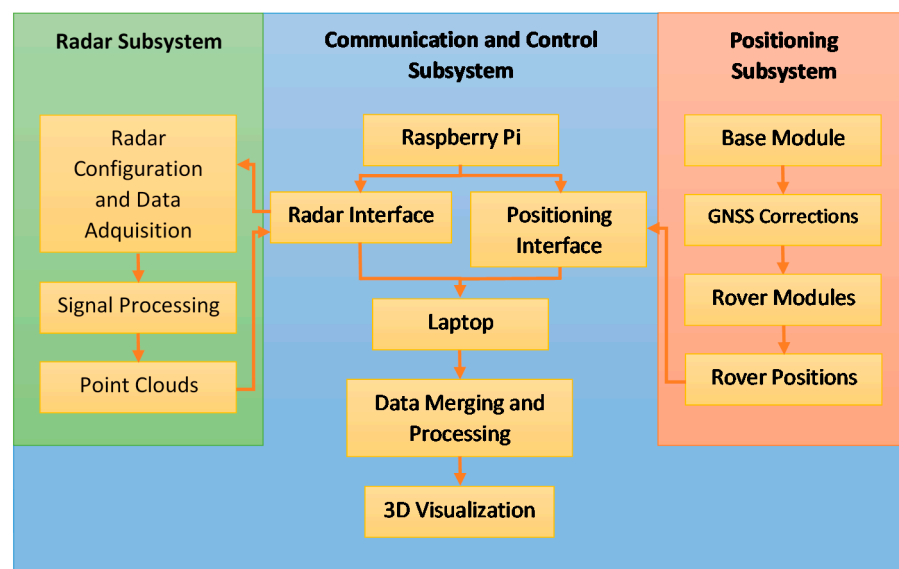 Radar Subsystem
Radar
Configuration
and Data
Adquisition
Signal Processing
Point Clouds
Communication and Control
Subsystem
Raspberry Pi
Radar Interface
Positioning
Interface
Laptop
Data Merging and
Processing
3D Visualization
Positioning
Subsystem
Base Module
GNSS Corrections
Rover Modules
Rover Positions